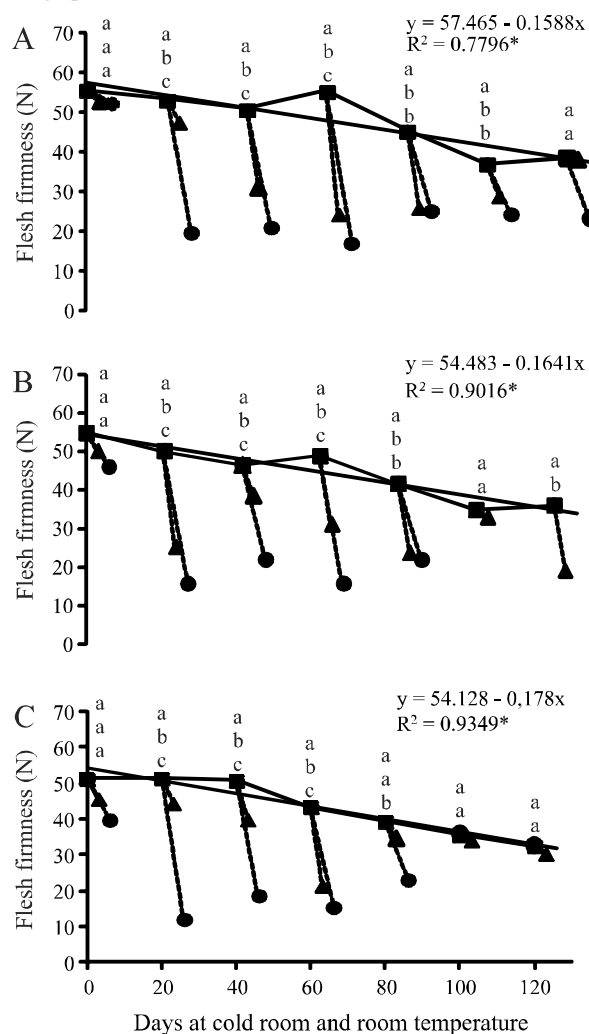 A
y = 57.465 - 0.1588x
R² = 0.7796*
Flesh firmness (N)
70
60
50
40
30
20
10
0
a
a
a
a
b
c
a
b
c
a
b
c
a
b
b
a
b
b
a
a
B
y = 54.483 - 0.1641x
R² = 0.9016*
Flesh firmness (N)
70
60
50
40
30
20
10
0
a
a
a
a
b
c
a
b
c
a
b
c
a
b
b
a
a
a
b
C
y = 54.128 - 0,178x
R² = 0.9349*
Flesh firmness (N)
70
60
50
40
30
20
10
0
a
a
a
a
b
c
a
b
c
a
b
c
a
a
b
a
a
a
a
0 20 40 60 80 100 120
Days at cold room and room temperature